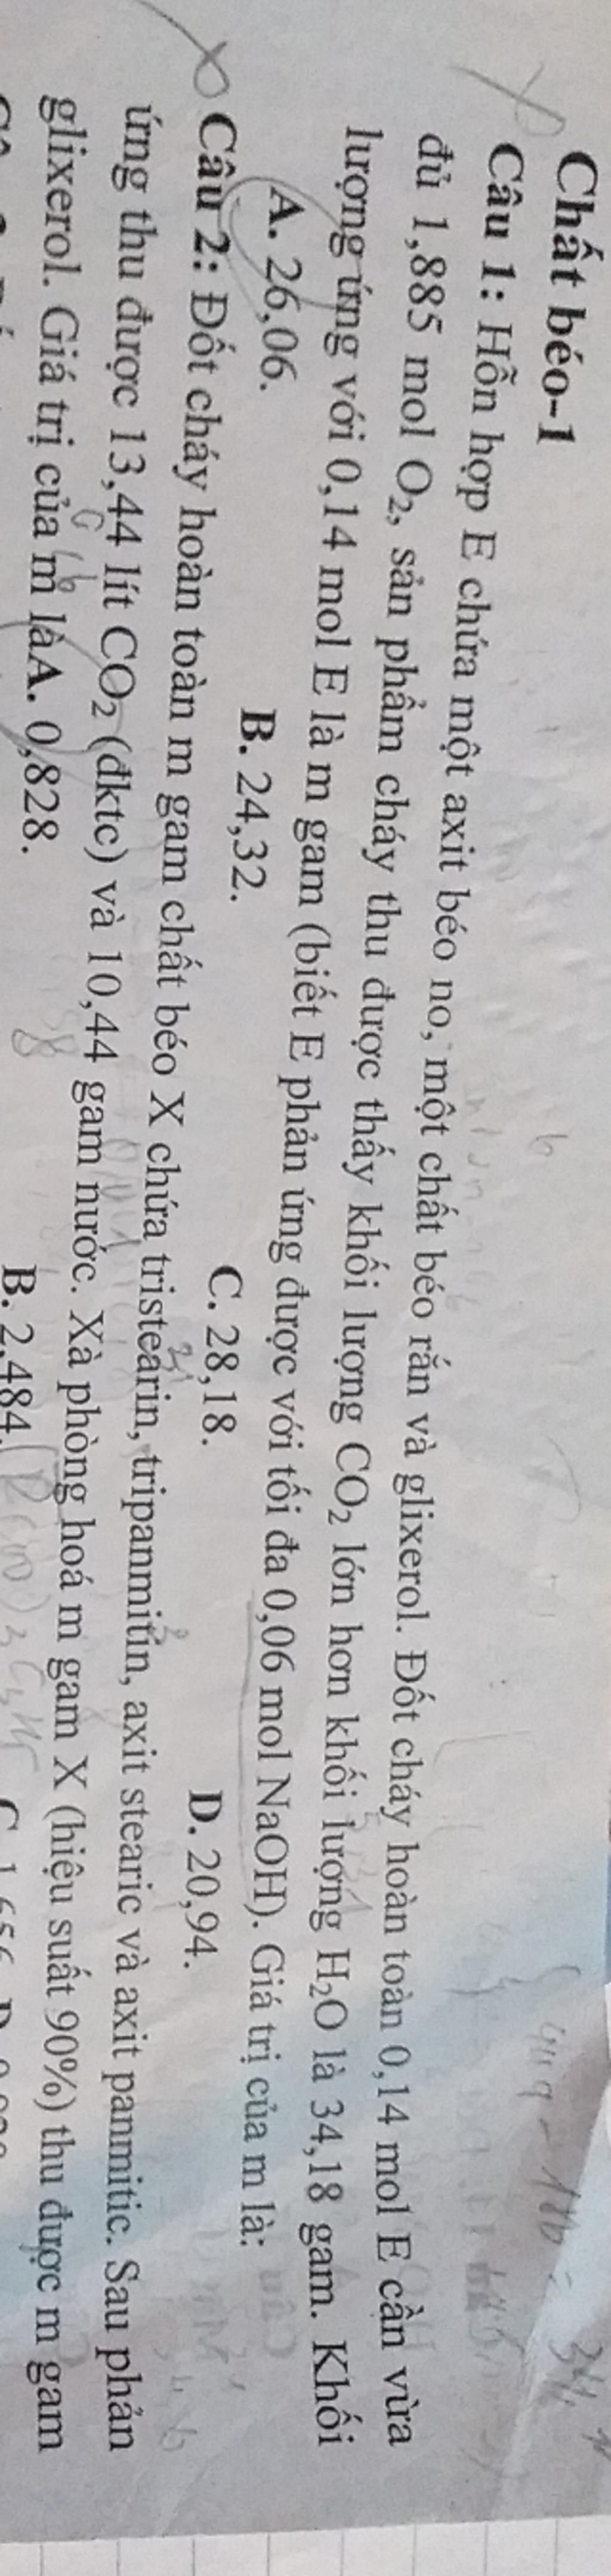 Chất béo-1
Câu 1: Hỗn hợp E chứa một axit béo no, một chất béo rắn và glixerol. Đốt cháy hoàn toàn 0,14 mol E cần vừa
đủ 1,885 mol O₂, sản phẩm cháy thu được thấy khối lượng CO₂ lớn hơn khối lượng H₂O là 34,18 gam. Khối
lượng ứng với 0,14 mol E là m gam (biết E phản ứng được với tối đa 0,06 mol NaOH). Giá trị của m là:
A. 26,06. B. 24,32. C. 28,18. D. 20,94.
Câu 2: Đốt cháy hoàn toàn m gam chất béo X chứa tristearin, tripanmitin, axit stearic và axit panmitic. Sau phản
ứng thu được 13,44 lít CO₂ (đktc) và 10,44 gam nước. Xà phòng hoá m gam X (hiệu suất 90%) thu được m gam
glixerol. Giá trị của m làA. 0,828. B. 2,484.